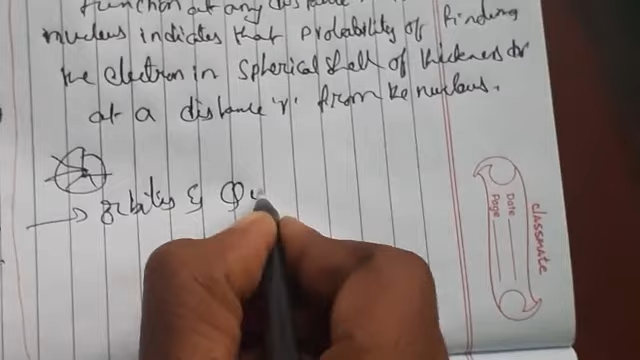 function at any distance
nucleus indicates that probability of finding
the electron in spherical shell of thickness dr
at a distance 'r' from the nucleus.
→ Orbitals & Qu
classmate
Date
Page